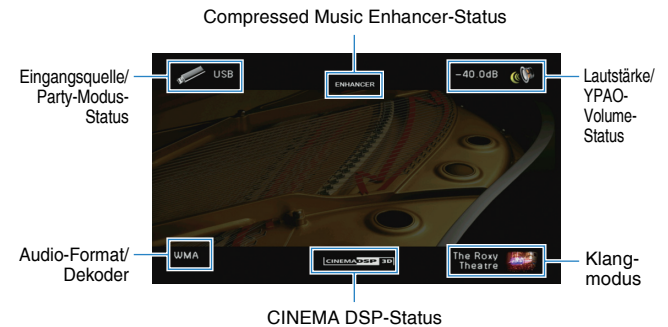 Compressed Music Enhancer-Status
Eingangsquelle/
Party-Modus-
Status
USB
ENHANCER
-40.0dB
Lautstärke/
YPAO-
Volume-
Status
Audio-Format/
Dekoder
WMA
CINEMA DSP 3D
The Roxy
Theatre
Klang-
modus
CINEMA DSP-Status